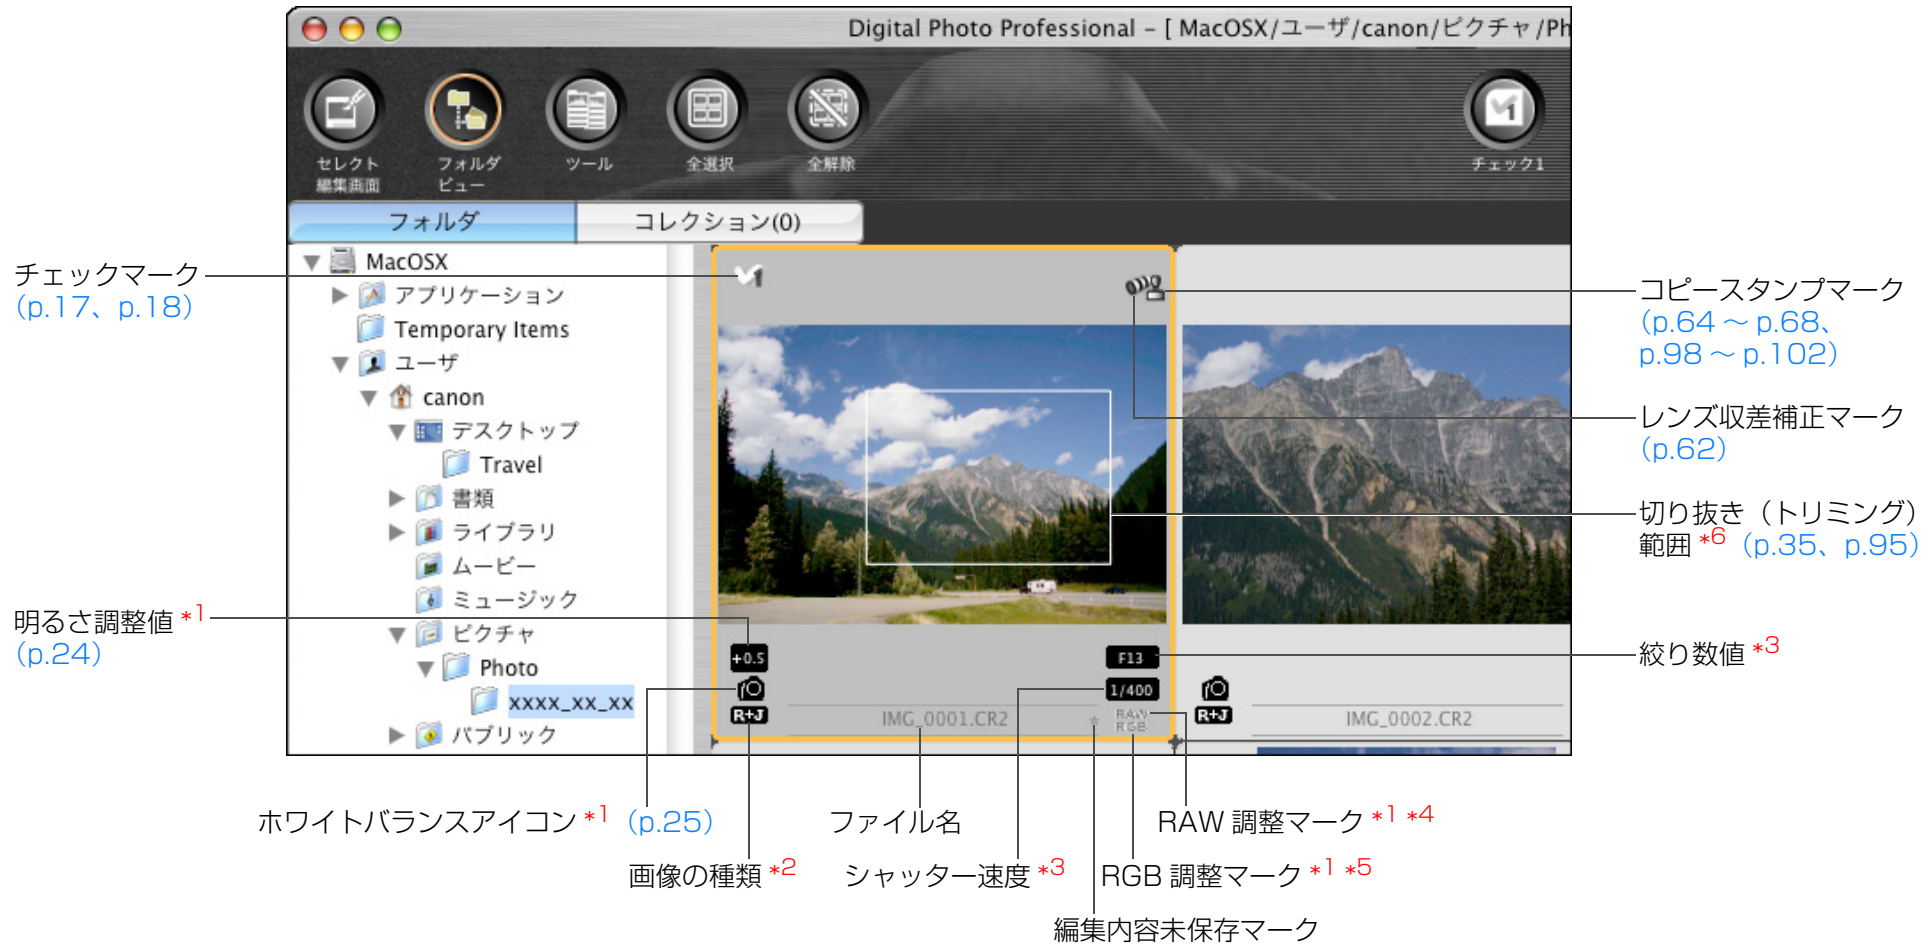 Digital Photo Professional – [ MacOSX/ユーザ/canon/ピクチャ/Ph
セレクト
編集画面
フォルダ
ビュー
ツール
全選択
全解除
チェック1
フォルダ
コレクション(0)
MacOSX
アプリケーション
Temporary Items
ユーザ
canon
デスクトップ
Travel
書類
ライブラリ
ムービー
ミュージック
ピクチャ
Photo
xxxx_xx_xx
パブリック
1
+0.5
R+J
F13
1/400
IMG_0001.CR2
RAW
RGB
R+J
IMG_0002.CR2
チェックマーク
（p.17、p.18）
明るさ調整値 *1
（p.24）
コピースタンプマーク
（p.64 ～ p.68、
p.98 ～ p.102）
レンズ収差補正マーク
（p.62）
切り抜き（トリミング）
範囲 *6（p.35、p.95）
絞り数値 *3
ホワイトバランスアイコン *1（p.25）
ファイル名
RAW 調整マーク *1 *4
画像の種類 *2
シャッター速度 *3
RGB 調整マーク *1 *5
編集内容未保存マーク